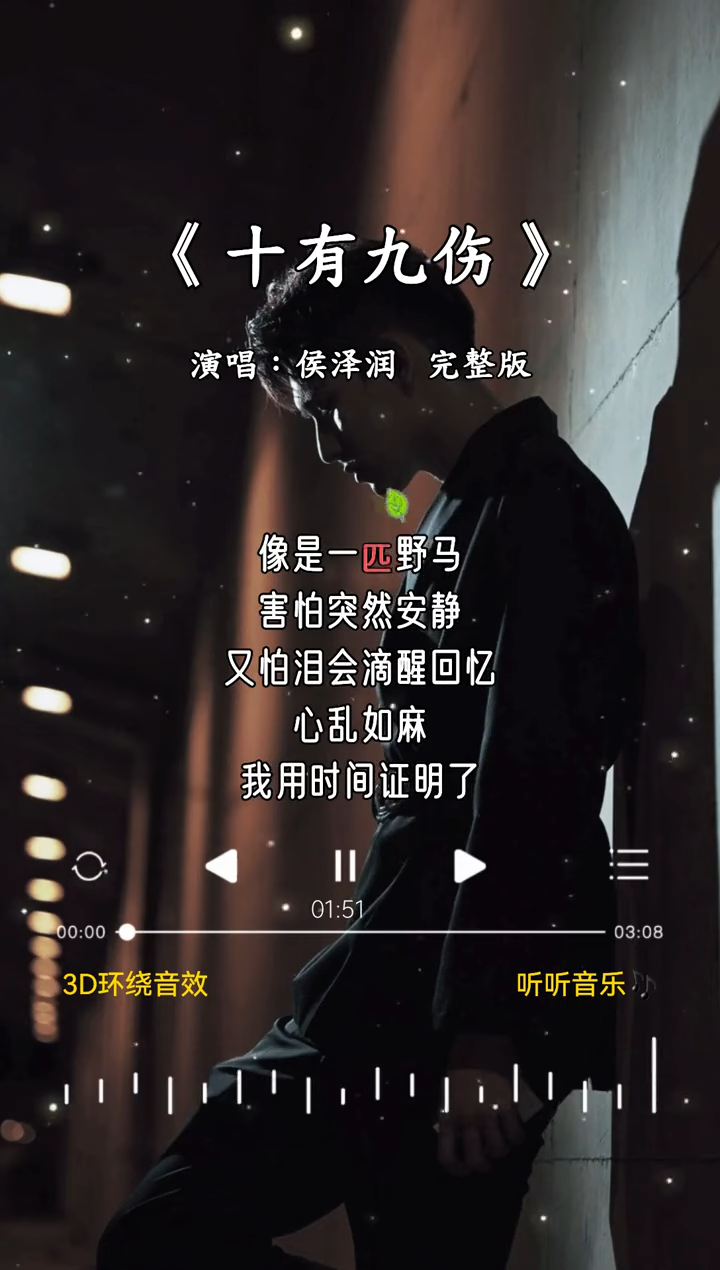 《十有九伤》
演唱：侯泽润 完整版
像是一匹野马
害怕突然安静
又怕泪会滴醒回忆
心乱如麻
我用时间证明了
01:51
00:00 03:08
3D环绕音效 听听音乐